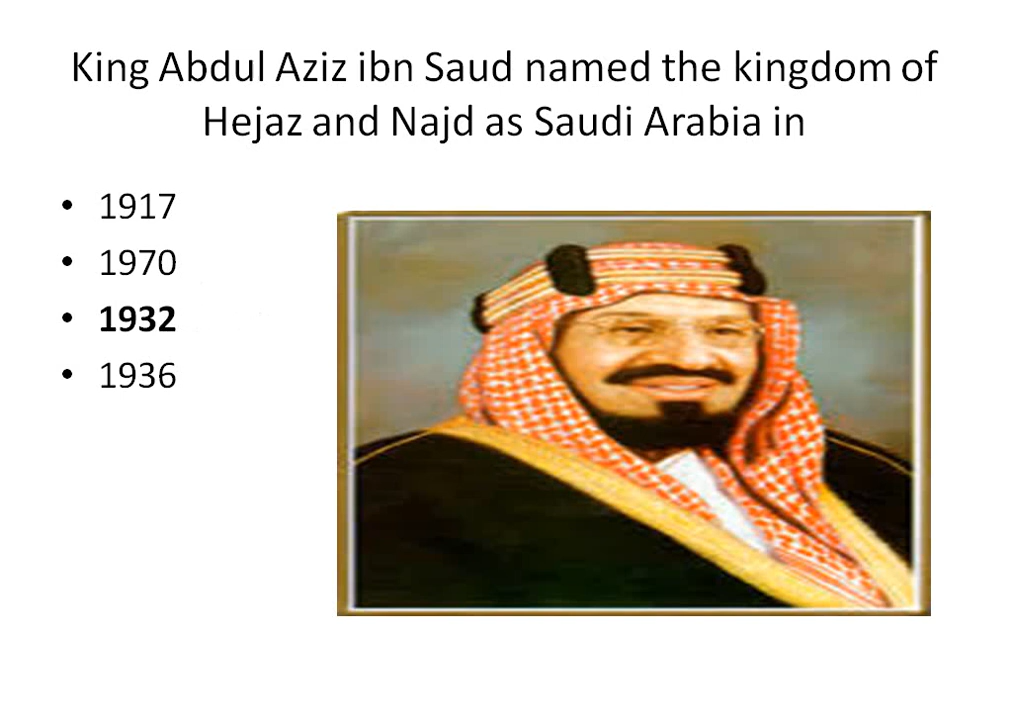 King Abdul Aziz ibn Saud named the kingdom of
Hejaz and Najd as Saudi Arabia in
• 1917
• 1970
• 1932
• 1936